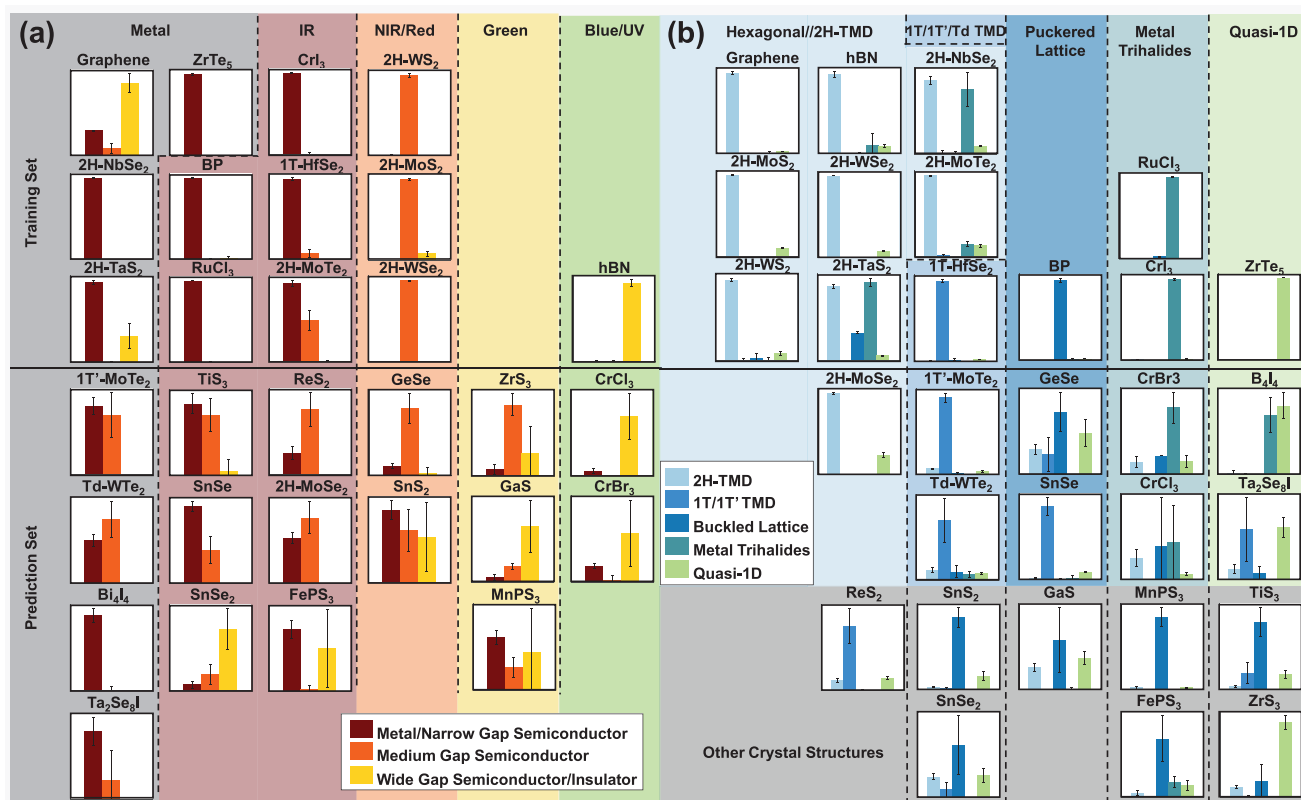 (a)
Metal
IR
NIR/Red
Green
Blue/UV
Training Set
Graphene
ZrTe5
CrI3
2H-WS2
2H-NbSe2
BP
1T-HfSe2
2H-MoS2
2H-TaS2
RuCl3
2H-MoTe2
2H-WSe2
hBN
Prediction Set
1T'-MoTe2
TiS3
ReS2
GeSe
ZrS3
CrCl3
Td-WTe2
SnSe
2H-MoSe2
SnS2
GaS
CrBr3
Bi4I4
SnSe2
FePS3
MnPS3
Ta2Se8I
Metal/Narrow Gap Semiconductor
Medium Gap Semiconductor
Wide Gap Semiconductor/Insulator
(b)
Hexagonal//2H-TMD
1T/1T'/Td TMD
Puckered
Lattice
Metal
Trihalides
Quasi-1D
Graphene
hBN
2H-NbSe2
2H-MoS2
2H-WSe2
2H-MoTe2
RuCl3
2H-WS2
2H-TaS2
1T-HfSe2
BP
CrI3
ZrTe5
2H-MoSe2
1T'-MoTe2
GeSe
CrBr3
B4I4
2H-TMD
1T/1T' TMD
Buckled Lattice
Metal Trihalides
Quasi-1D
Td-WTe2
SnSe
CrCl3
Ta2Se8I
ReS2
SnS2
GaS
MnPS3
TiS3
Other Crystal Structures
SnSe2
FePS3
ZrS3